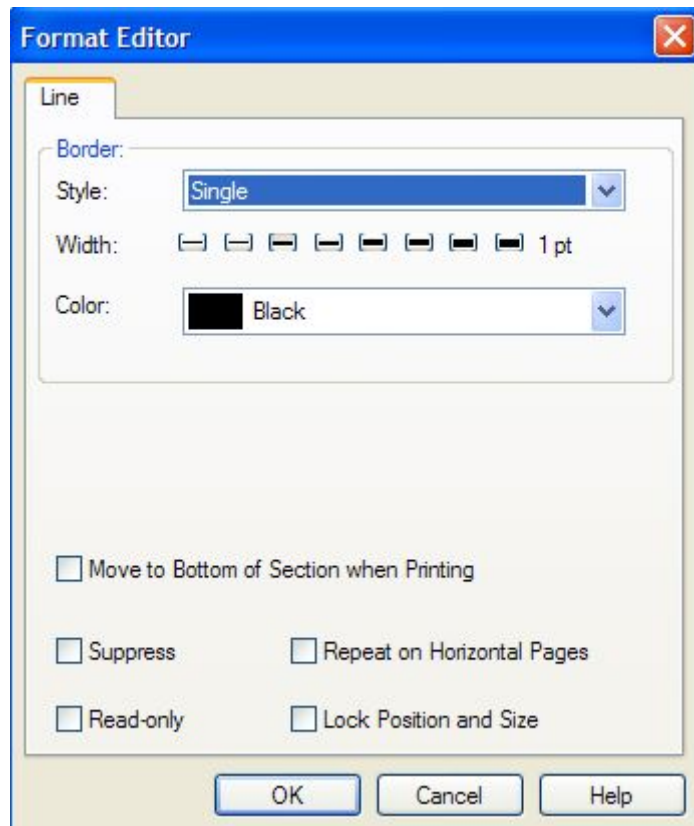 Format Editor
Line
Border:
Style: Single
Width: 1 pt
Color: Black
Move to Bottom of Section when Printing
Suppress Repeat on Horizontal Pages
Read-only Lock Position and Size
OK Cancel Help